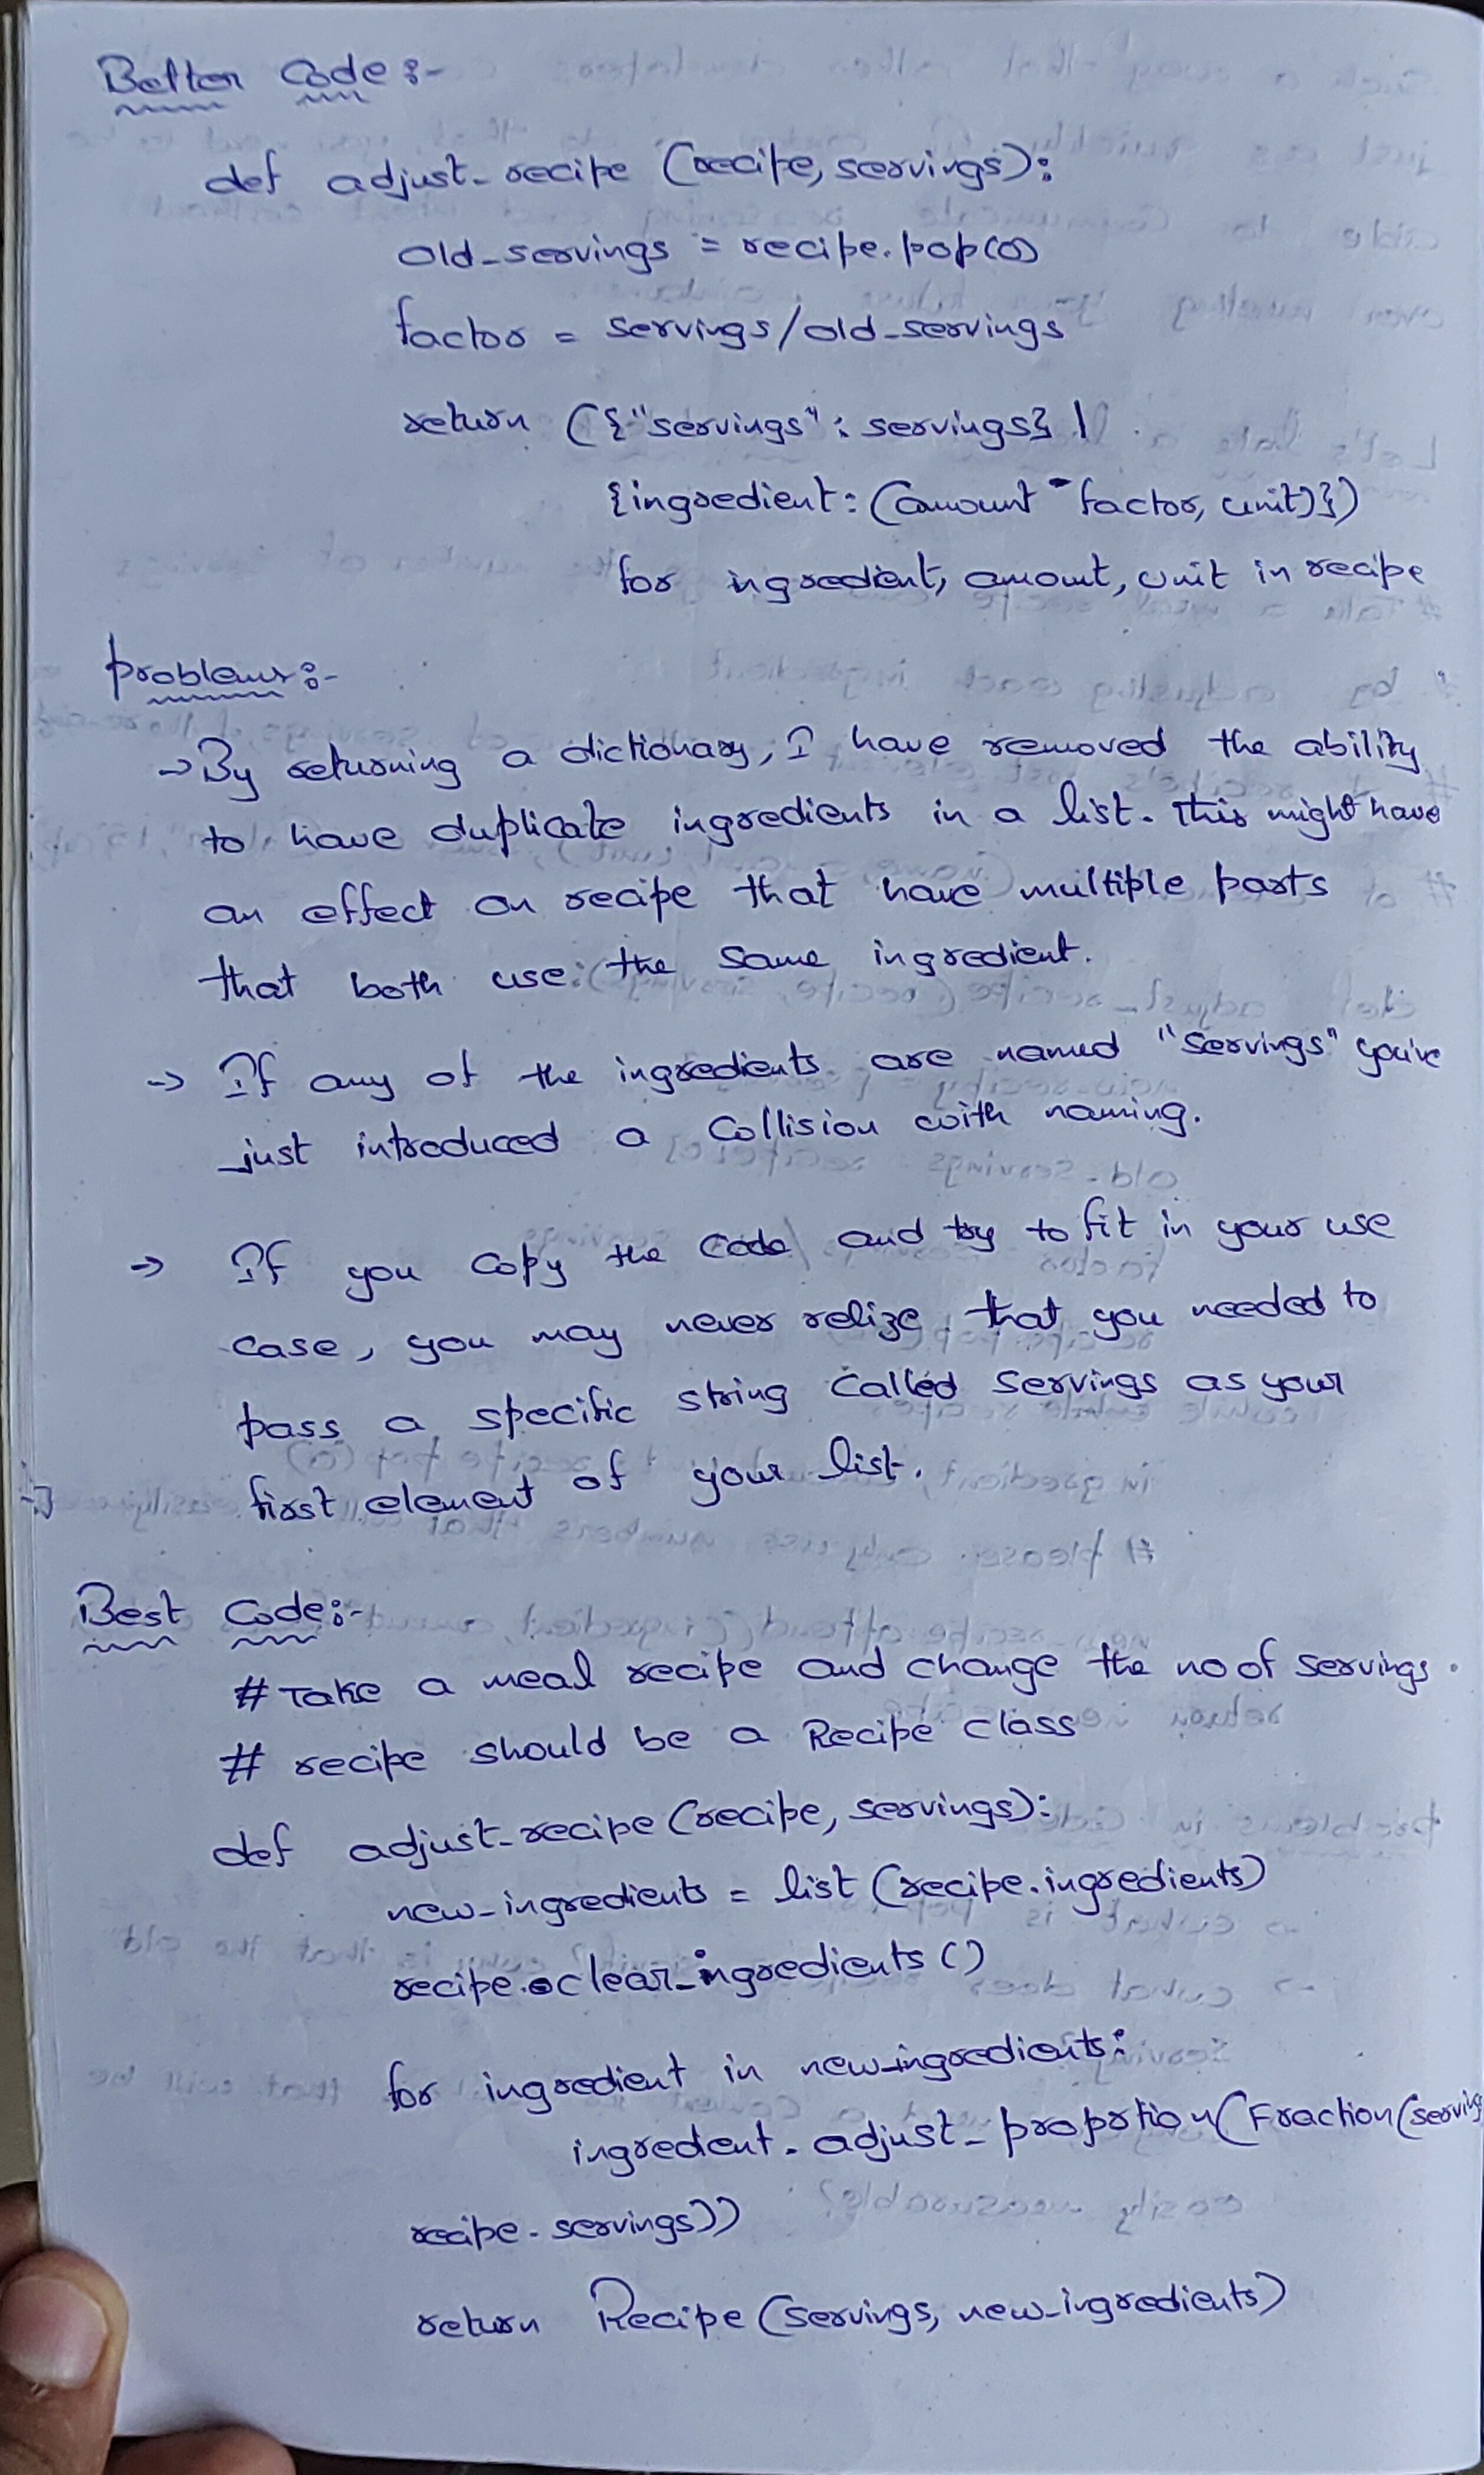 Better Code :-
def adjust_recipe (recipe, servings):
old_servings = recipe.pop(0)
factor = servings/old_servings
return ({"servings" : servings} |
{ingredient: (amount - factor, unit)})
for ingredient, amount, unit in recipe
problems :-
→ By returning a dictionary, I have removed the ability
to have duplicate ingredients in a list. This might have
an effect on recipe that have multiple parts
that both use the same ingredient.
→ If any of the ingredients are named "Servings" you've
just introduced a Collision with naming.
→ If you copy the code and try to fit in your use
case, you may never relize that you needed to
pass a specific string called servings as your
first element of your list.
Best Code :-
# Take a meal recipe and change the no of servings.
# recipe should be a Recipe class
def adjust_recipe (recipe, servings):
new_ingredients = list (recipe.ingredients)
recipe.clear_ingredients ()
for ingredient in new_ingredients:
ingredent. adjust_proportion(Fraction(serving
recipe. servings))
return Recipe (servings, new_ingredients)